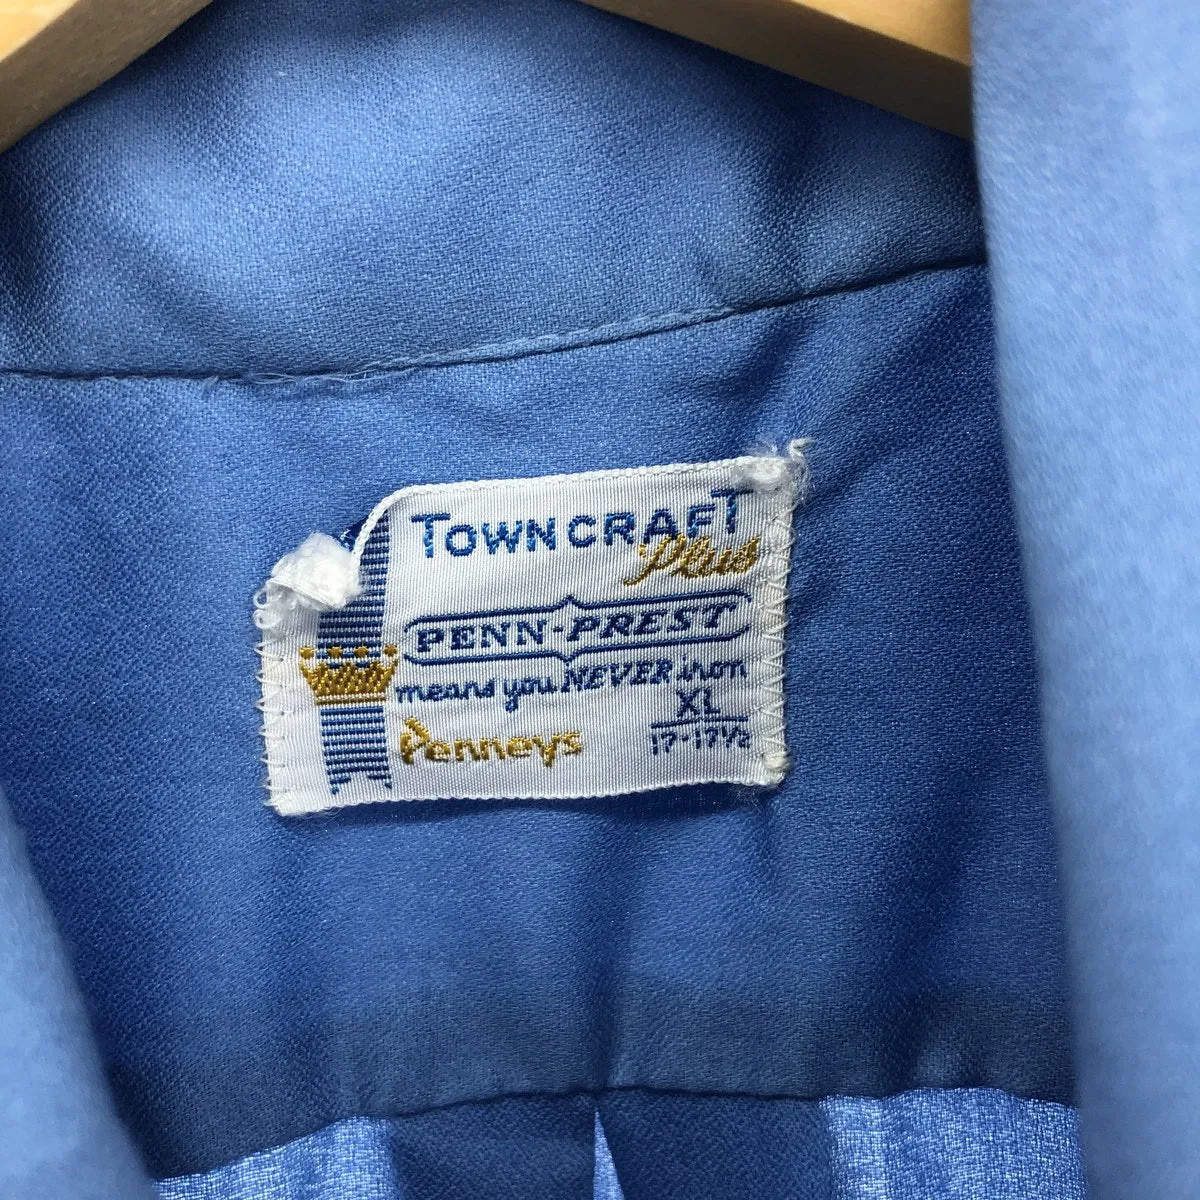 TOWNCRAFT
Plus
PENN-PREST
means you NEVER iron
XL
Penneys
17-17½